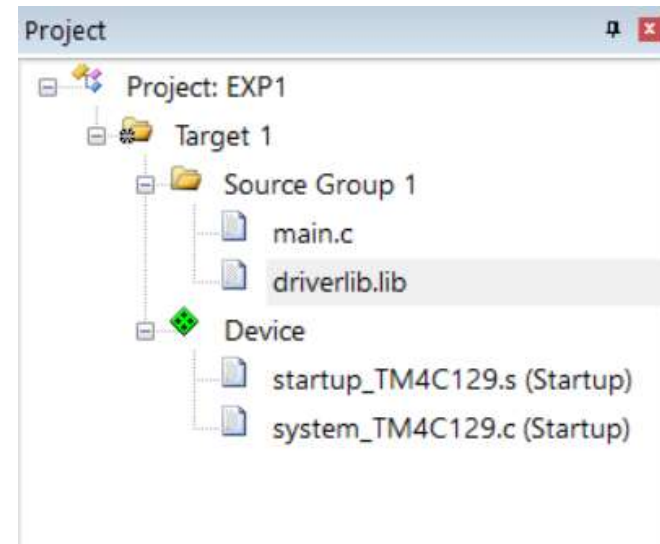 Project
Project: EXP1
Target 1
Source Group 1
main.c
driverlib.lib
Device
startup_TM4C129.s (Startup)
system_TM4C129.c (Startup)